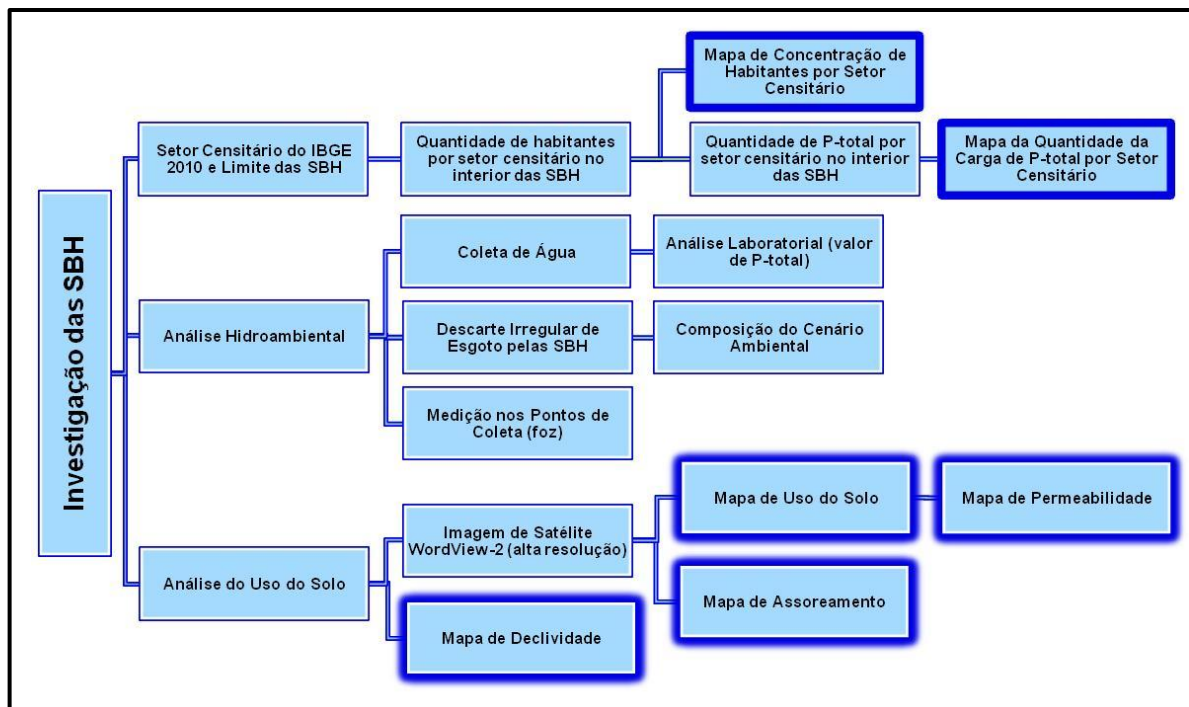 Investigação das SBH
Setor Censitário do IBGE
2010 e Limite das SBH
Quantidade de habitantes
por setor censitário no
interior das SBH
Mapa de Concentração de
Habitantes por Setor
Censitário
Quantidade de P-total por
setor censitário no interior
das SBH
Mapa da Quantidade da
Carga de P-total por Setor
Censitário
Análise Hidroambiental
Coleta de Água
Análise Laboratorial (valor
de P-total)
Descarte Irregular de
Esgoto pelas SBH
Composição do Cenário
Ambiental
Medição nos Pontos de
Coleta (foz)
Análise do Uso do Solo
Imagem de Satélite
WordView-2 (alta resolução)
Mapa de Uso do Solo
Mapa de Permeabilidade
Mapa de Assoreamento
Mapa de Declividade